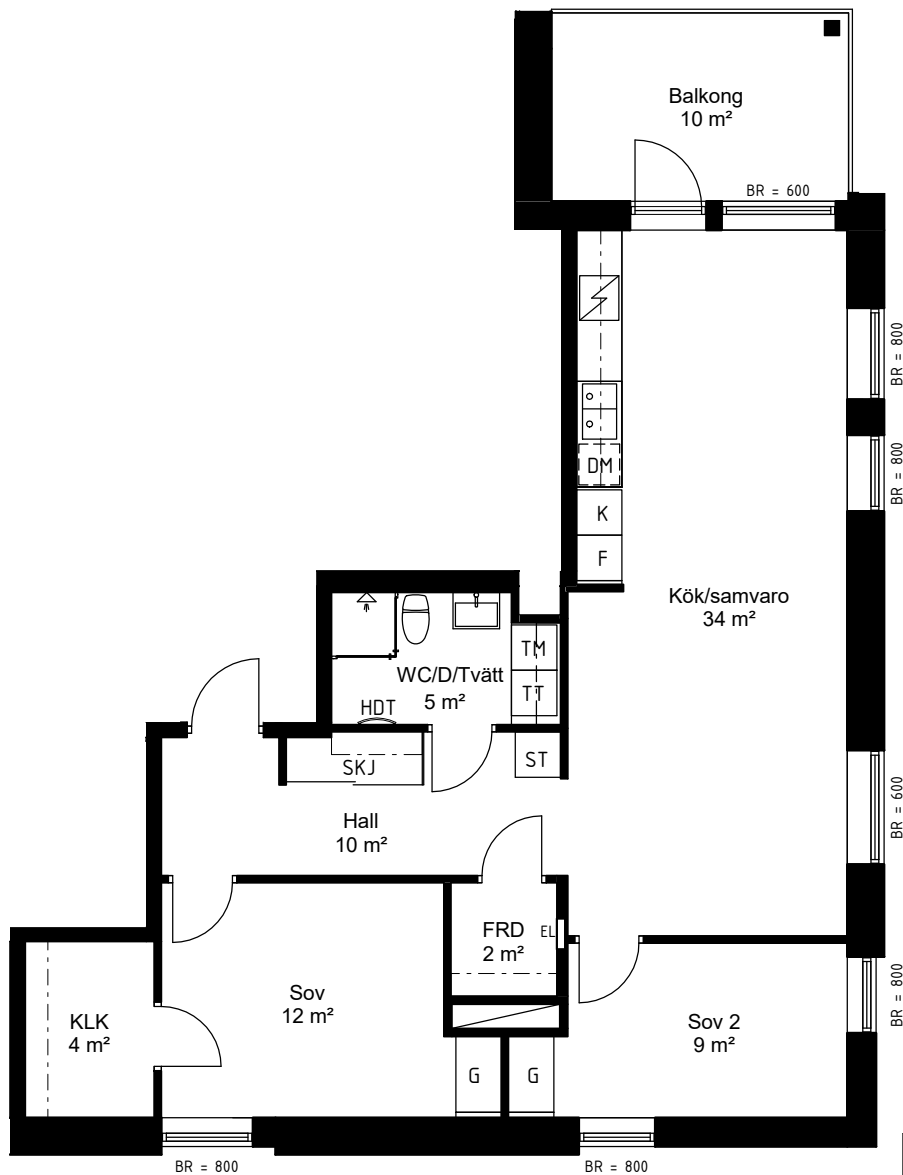 Balkong
10 m²
BR = 600
BR = 800
BR = 800
DM
K
F
Kök/samvaro
34 m²
WC/D/Tvätt
5 m²
TM
TT
HDT
SKJ
ST
BR = 600
Hall
10 m²
FRD
2 m²
EL
Sov
12 m²
KLK
4 m²
Sov 2
9 m²
BR = 800
G
G
BR = 800
BR = 800